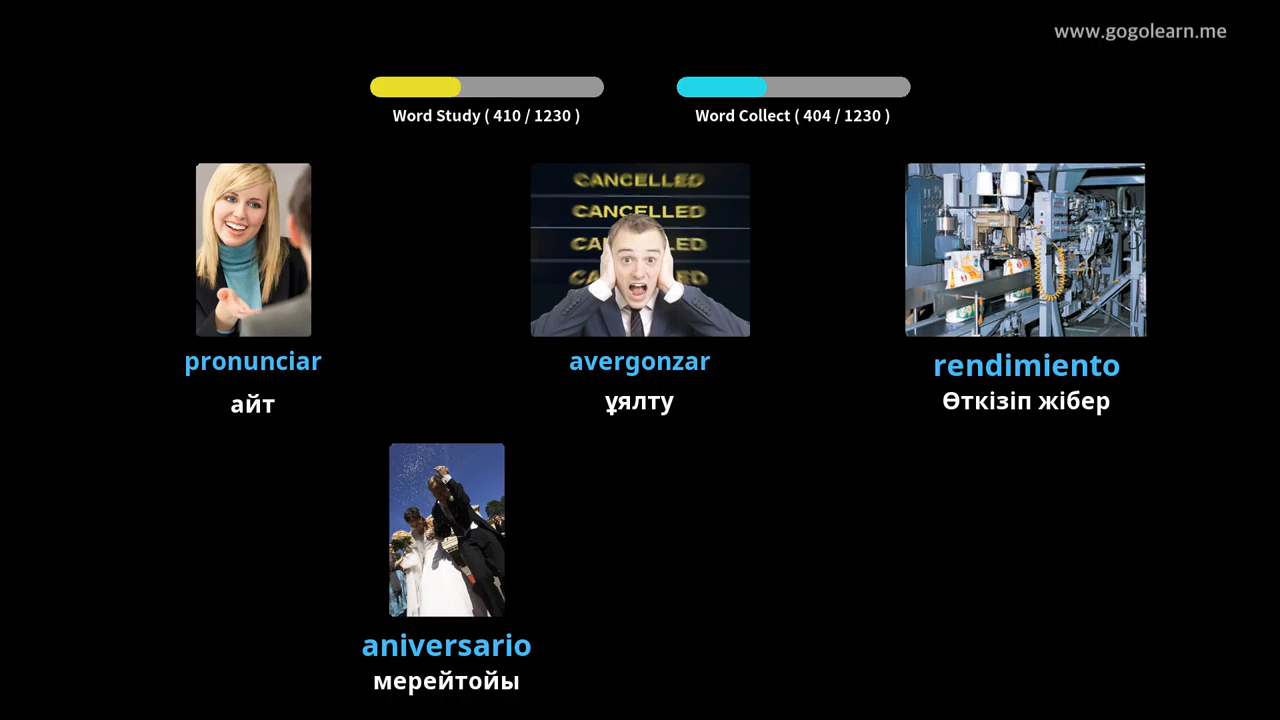 www.gogolearn.me
Word Study ( 410 / 1230 )
Word Collect ( 404 / 1230 )
CANCELLED
CANCELLED
pronunciar
avergonzar
rendimiento
айт
ұялту
Өткізіп жібер
aniversario
мерейтойы